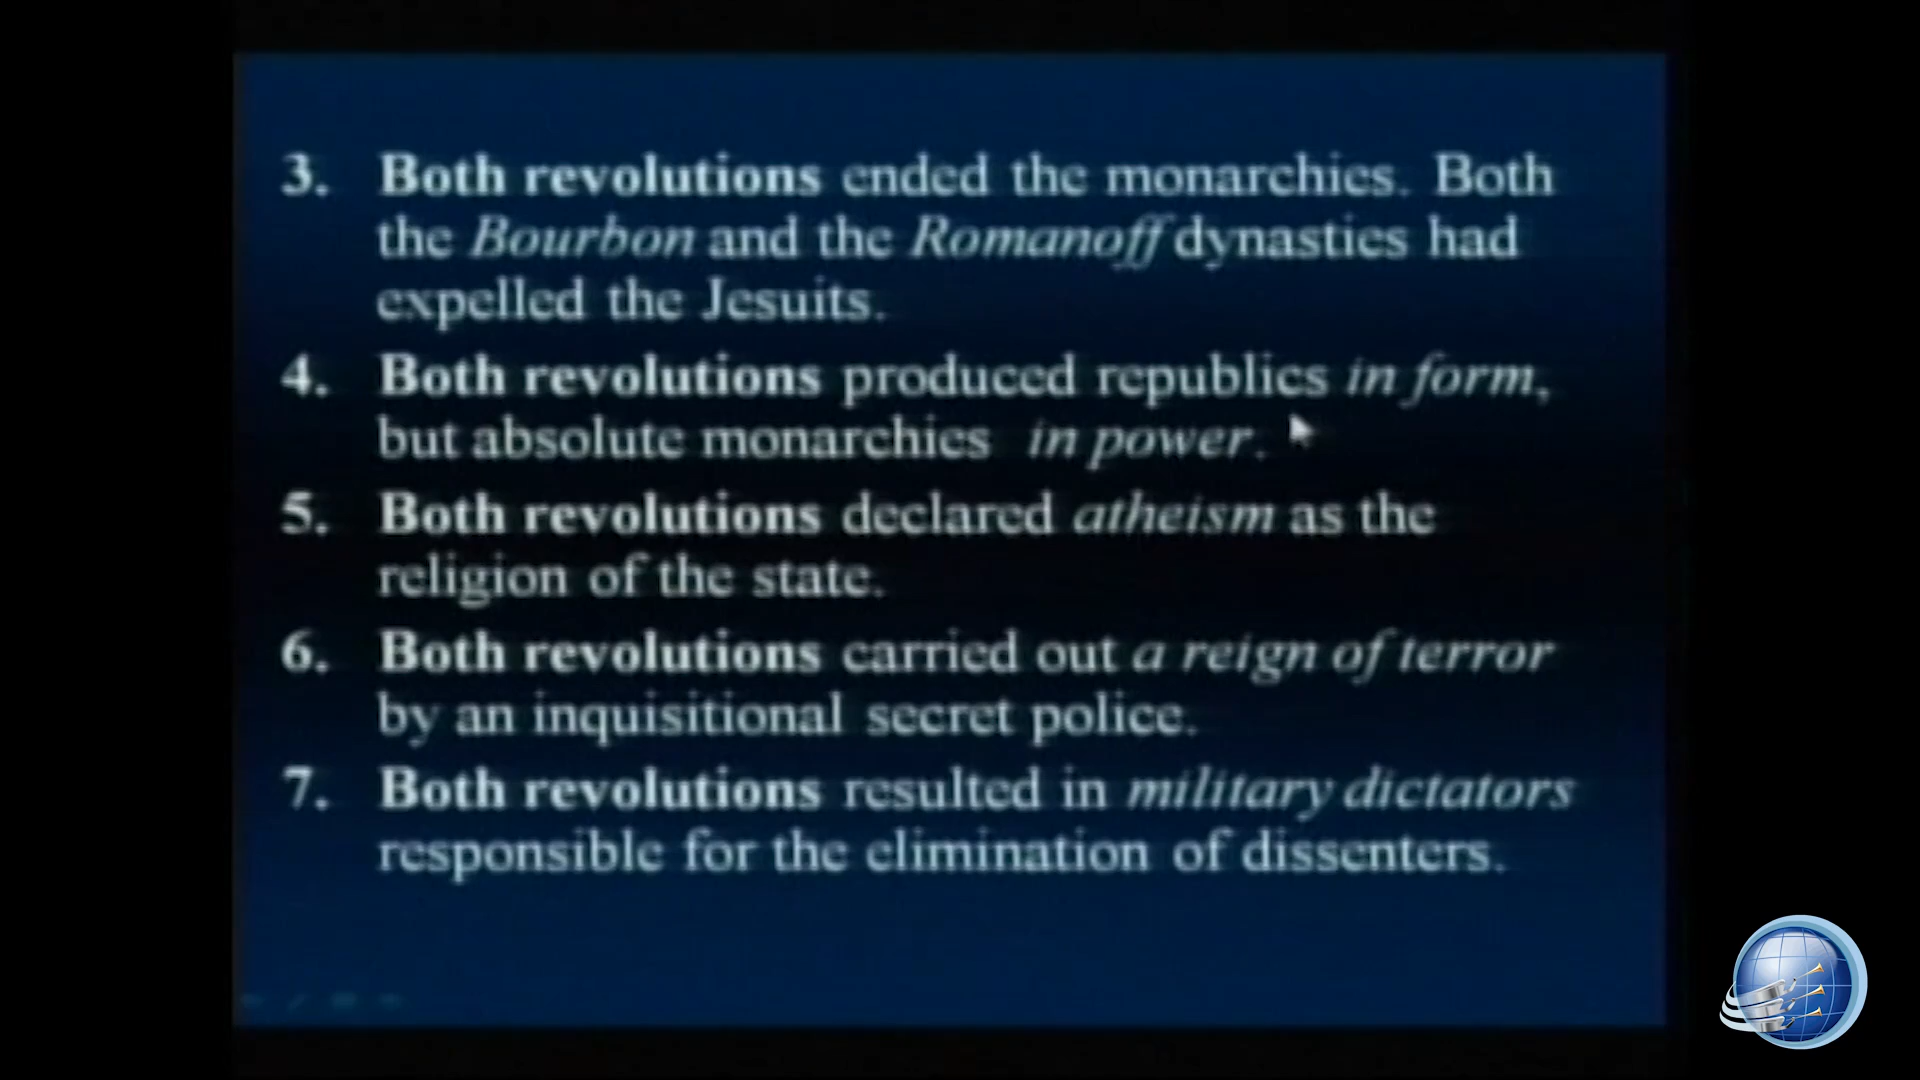 3. Both revolutions ended the monarchies. Both
the Bourbon and the Romanoff dynasties had
expelled the Jesuits.
4. Both revolutions produced republics in form,
but absolute monarchies in power.
5. Both revolutions declared atheism as the
religion of the state.
6. Both revolutions carried out a reign of terror
by an inquisitional secret police.
7. Both revolutions resulted in military dictators
responsible for the elimination of dissenters.